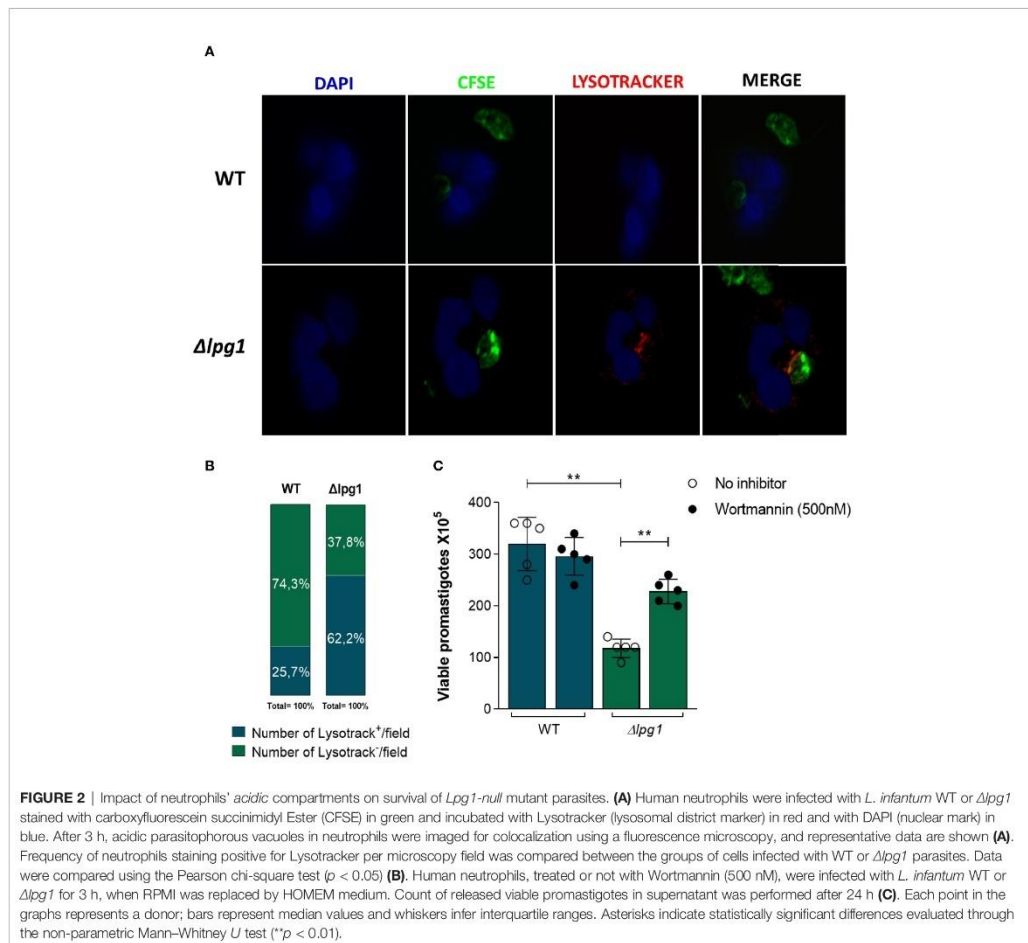 A
DAPI
CFSE
LYSOTRACKER
MERGE
WT
Δlpg1
B
WT
Δlpg1
74,3%
25,7%
37,8%
62,2%
Total= 100%
Total= 100%
Number of Lysotrack+/field
Number of Lysotrack-/field
C
No inhibitor
Wortmannin (500nM)
**
**
Viable promastigotes X10⁵
400
300
200
100
0
WT
Δlpg1
FIGURE 2 | Impact of neutrophils' acidic compartments on survival of Lpg1-null mutant parasites. (A) Human neutrophils were infected with L. infantum WT or Δlpg1
stained with carboxyfluorescein succinimidyl Ester (CFSE) in green and incubated with Lysotracker (lysosomal district marker) in red and with DAPI (nuclear mark) in
blue. After 3 h, acidic parasitophorous vacuoles in neutrophils were imaged for colocalization using a fluorescence microscopy, and representative data are shown (A).
Frequency of neutrophils staining positive for Lysotracker per microscopy field was compared between the groups of cells infected with WT or Δlpg1 parasites. Data
were compared using the Pearson chi-square test (p < 0.05) (B). Human neutrophils, treated or not with Wortmannin (500 nM), were infected with L. infantum WT or
Δlpg1 for 3 h, when RPMI was replaced by HOMEM medium. Count of released viable promastigotes in supernatant was performed after 24 h (C). Each point in the
graphs represents a donor; bars represent median values and whiskers infer interquartile ranges. Asterisks indicate statistically significant differences evaluated through
the non-parametric Mann–Whitney U test (**p < 0.01).